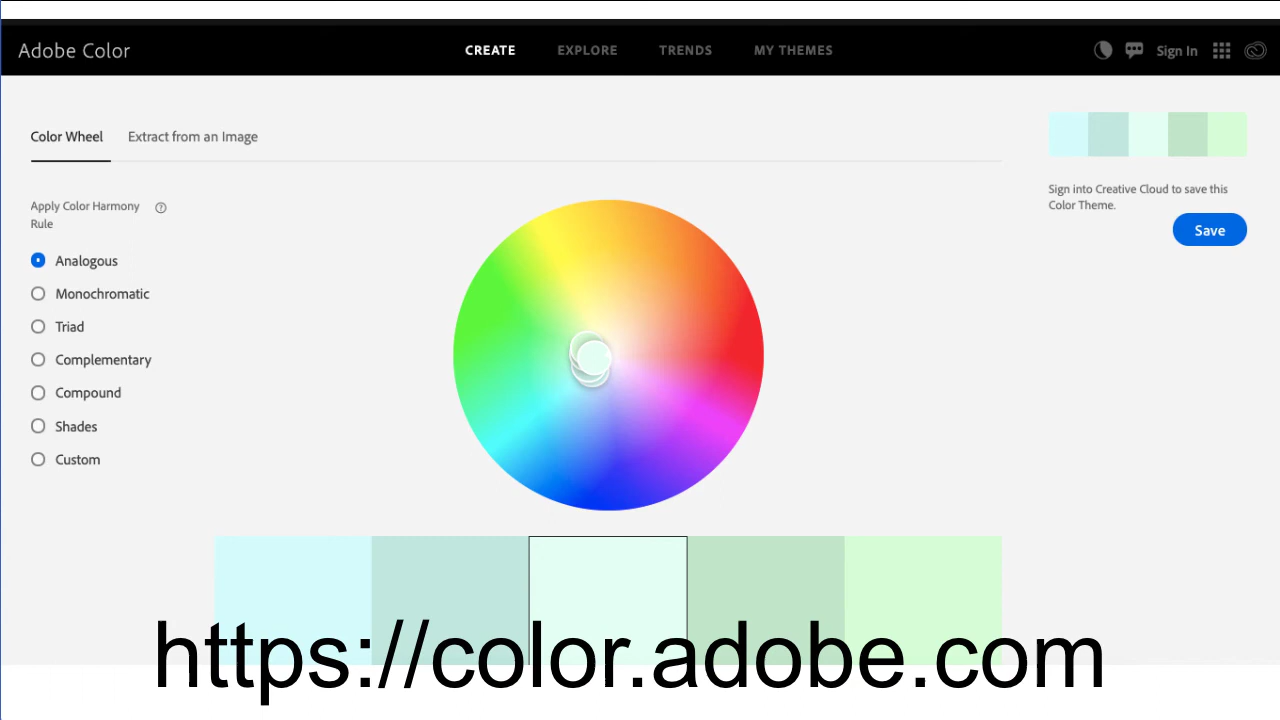 Adobe Color
CREATE EXPLORE TRENDS MY THEMES
Sign In
Color Wheel Extract from an Image
Sign into Creative Cloud to save this
Color Theme.
Save
Apply Color Harmony
Rule
?
Analogous
Monochromatic
Triad
Complementary
Compound
Shades
Custom
https://color.adobe.com